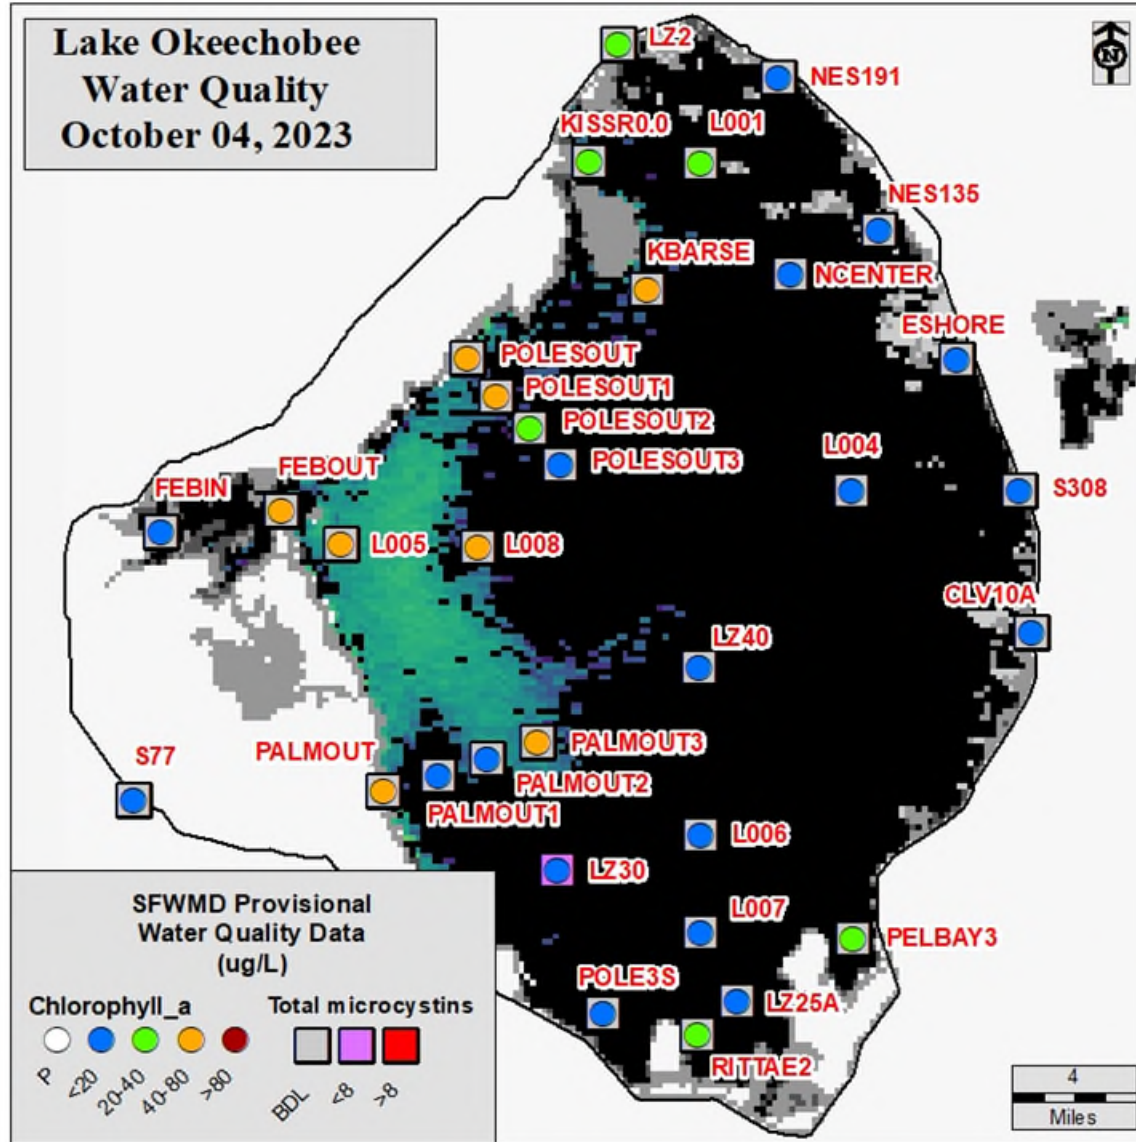 Lake Okeechobee
Water Quality
October 04, 2023
N
LZ2
NES191
KISSR0.0
L001
NES135
KBARSE
NCENTER
ESHORE
POLESOUT
POLESOUT1
POLESOUT2
POLESOUT3
L004
S308
FEBOUT
FEBIN
L005
L008
CLV10A
LZ40
PALMOUT
PALMOUT3
S77
PALMOUT2
PALMOUT1
L006
LZ30
L007
PELBAY3
POLE3S
LZ25A
RITTAE2
SFWMD Provisional
Water Quality Data
(ug/L)
Chlorophyll_a
P
<20
20-40
40-80
>80
Total microcystins
BDL
<8
>8
4
Miles